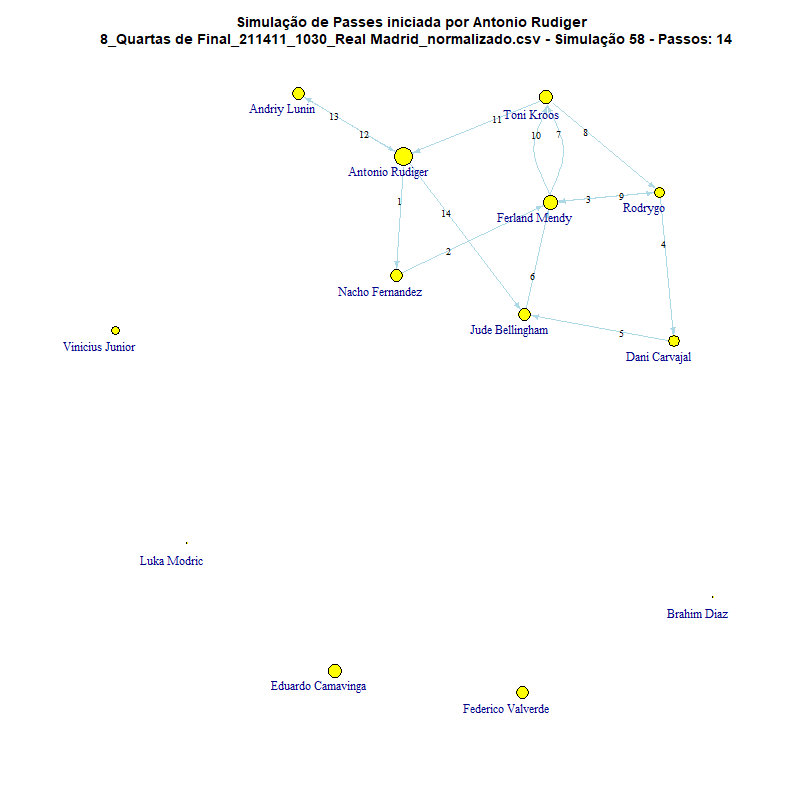 Simulação de Passes iniciada por Antonio Rudiger
8_Quartas de Final_211411_1030_Real Madrid_normalizado.csv - Simulação 58 - Passos: 14
Andriy Lunin
Toni Kroos
13
11
12
10
7
8
Antonio Rudiger
1
3
9
Rodrygo
14
Ferland Mendy
4
2
6
Nacho Fernandez
Jude Bellingham
5
Vinicius Junior
Dani Carvajal
Luka Modric
Brahim Diaz
Eduardo Camavinga
Federico Valverde